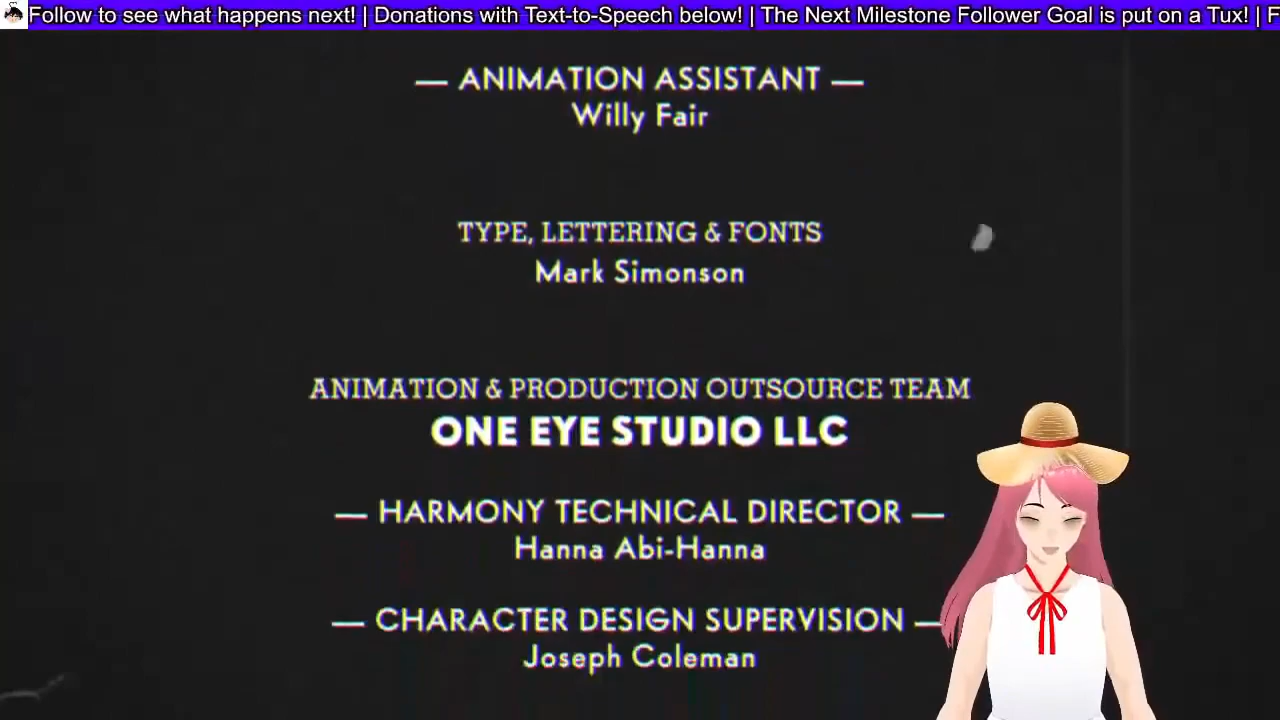 Follow to see what happens next! | Donations with Text-to-Speech below! | The Next Milestone Follower Goal is put on a Tux! | F
— ANIMATION ASSISTANT —
Willy Fair
TYPE, LETTERING & FONTS
Mark Simonson
ANIMATION & PRODUCTION OUTSOURCE TEAM
ONE EYE STUDIO LLC
— HARMONY TECHNICAL DIRECTOR —
Hanna Abi-Hanna
— CHARACTER DESIGN SUPERVISION —
Joseph Coleman